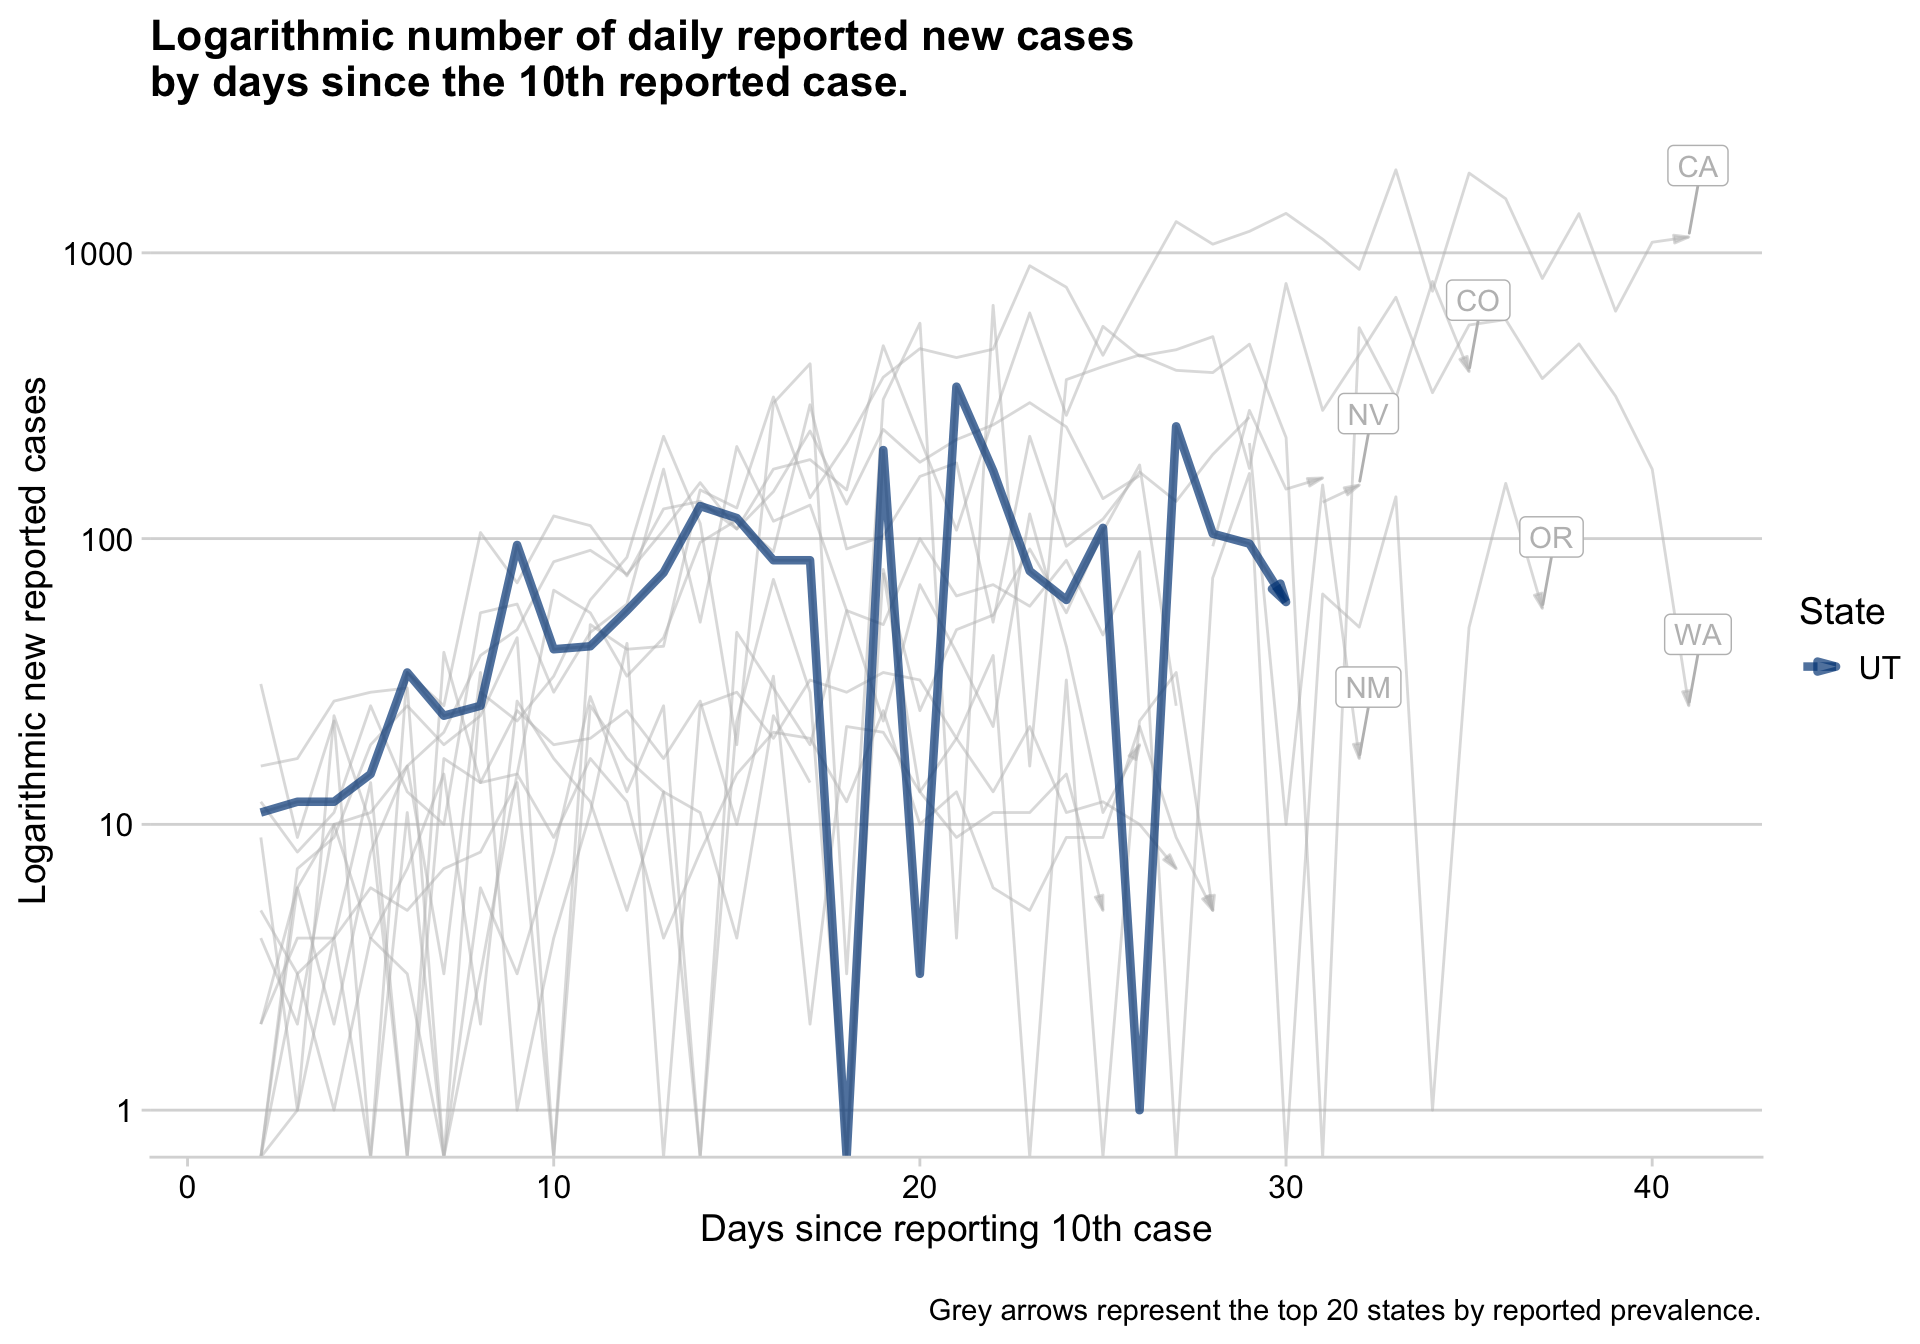 Logarithmic number of daily reported new cases
by days since the 10th reported case.
Logarithmic new reported cases
1000
100
10
1
CA
CO
NV
OR
WA
NM
State
UT
0 10 20 30 40
Days since reporting 10th case
Grey arrows represent the top 20 states by reported prevalence.